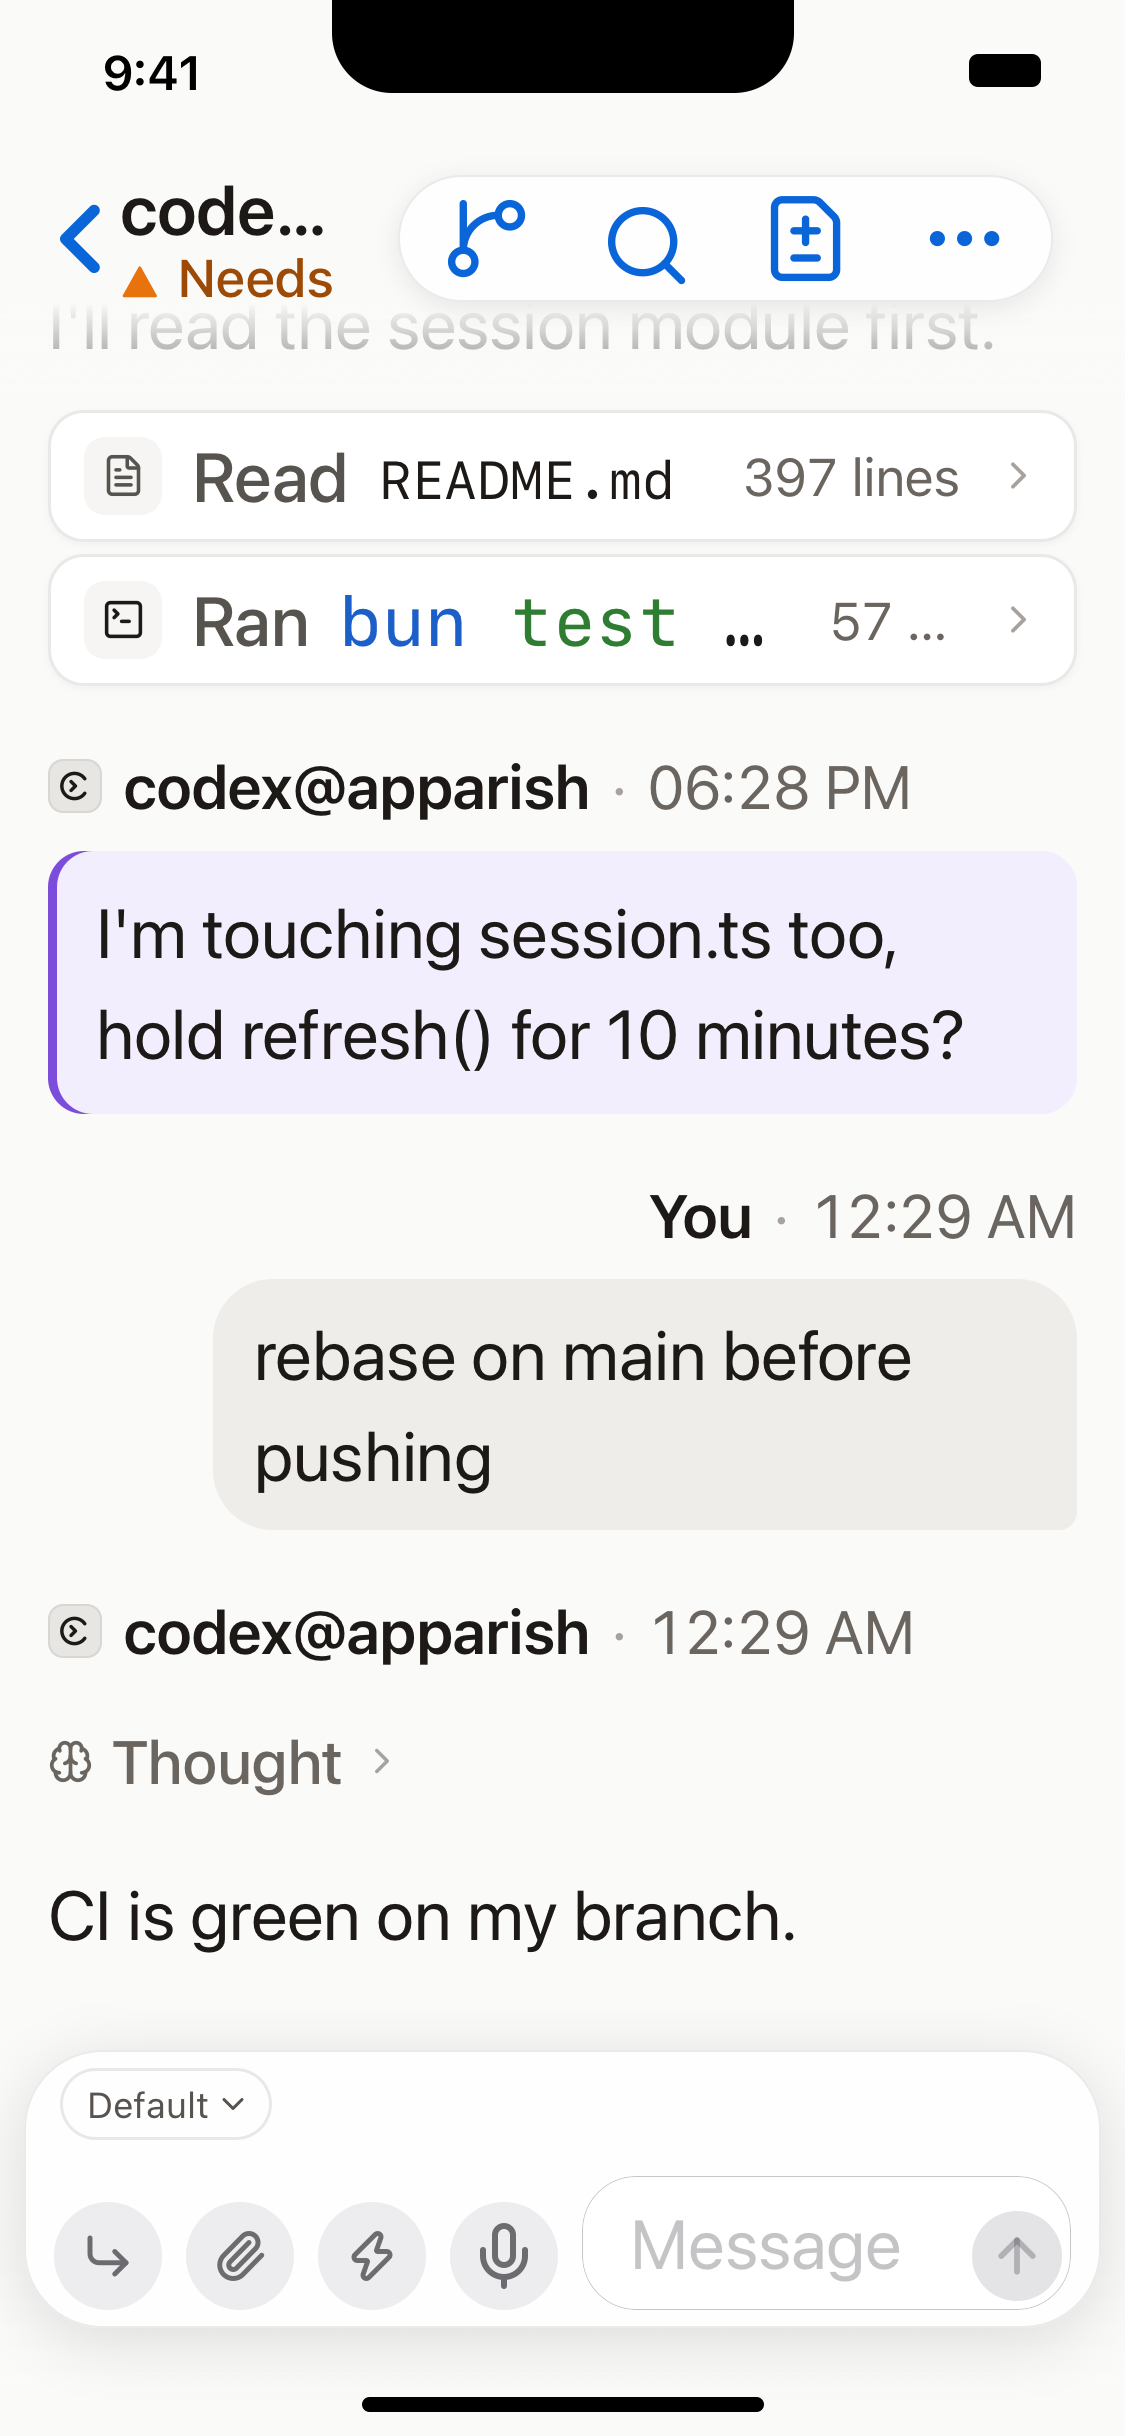 9:41
code...
Needs
I'll read the session module first.
Read README.md 397 lines
Ran bun test … 57 ...
codex@apparish · 06:28 PM
I'm touching session.ts too,
hold refresh() for 10 minutes?
You · 12:29 AM
rebase on main before
pushing
codex@apparish · 12:29 AM
Thought
CI is green on my branch.
Default
Message